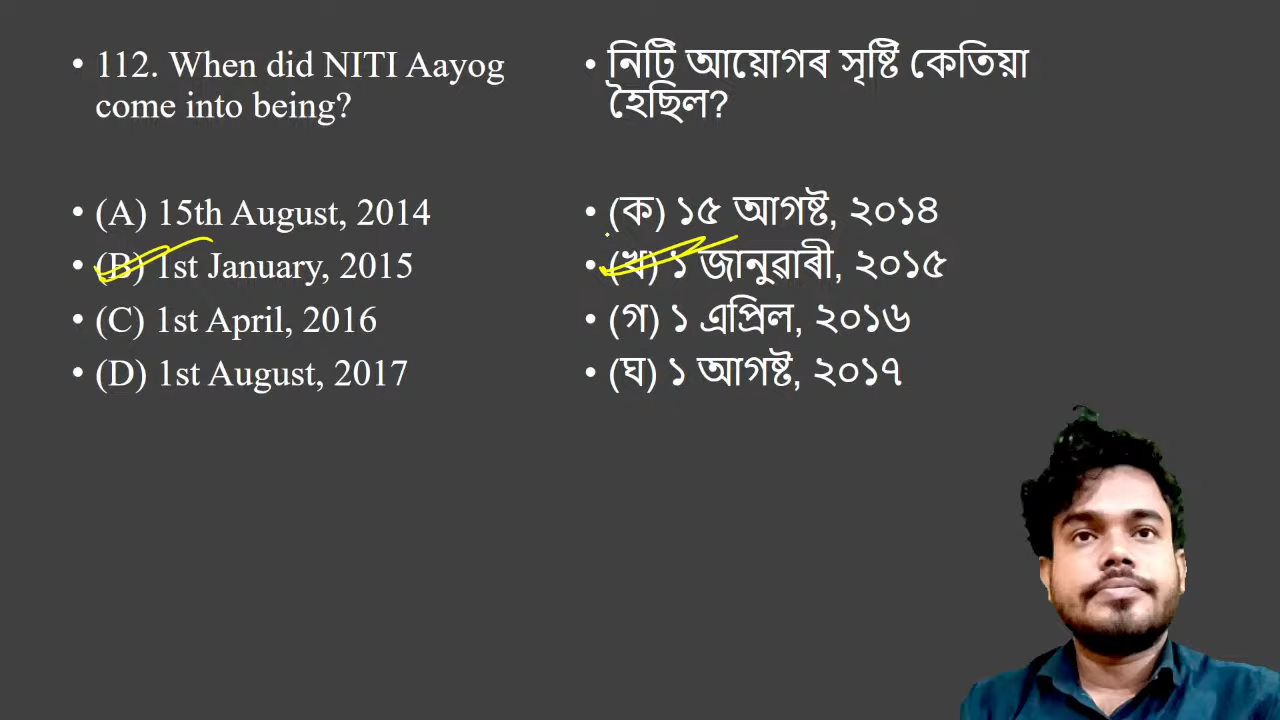 • 112. When did NITI Aayog
come into being?
• (A) 15th August, 2014
• (B) 1st January, 2015
• (C) 1st April, 2016
• (D) 1st August, 2017
• নিটি আয়োগৰ সৃষ্টি কেতিয়া
হৈছিল?
• (ক) ১৫ আগষ্ট, ২০১৪
• (খ) ১ জানুৱাৰী, ২০১৫
• (গ) ১ এপ্ৰিল, ২০১৬
• (ঘ) ১ আগষ্ট, ২০১৭